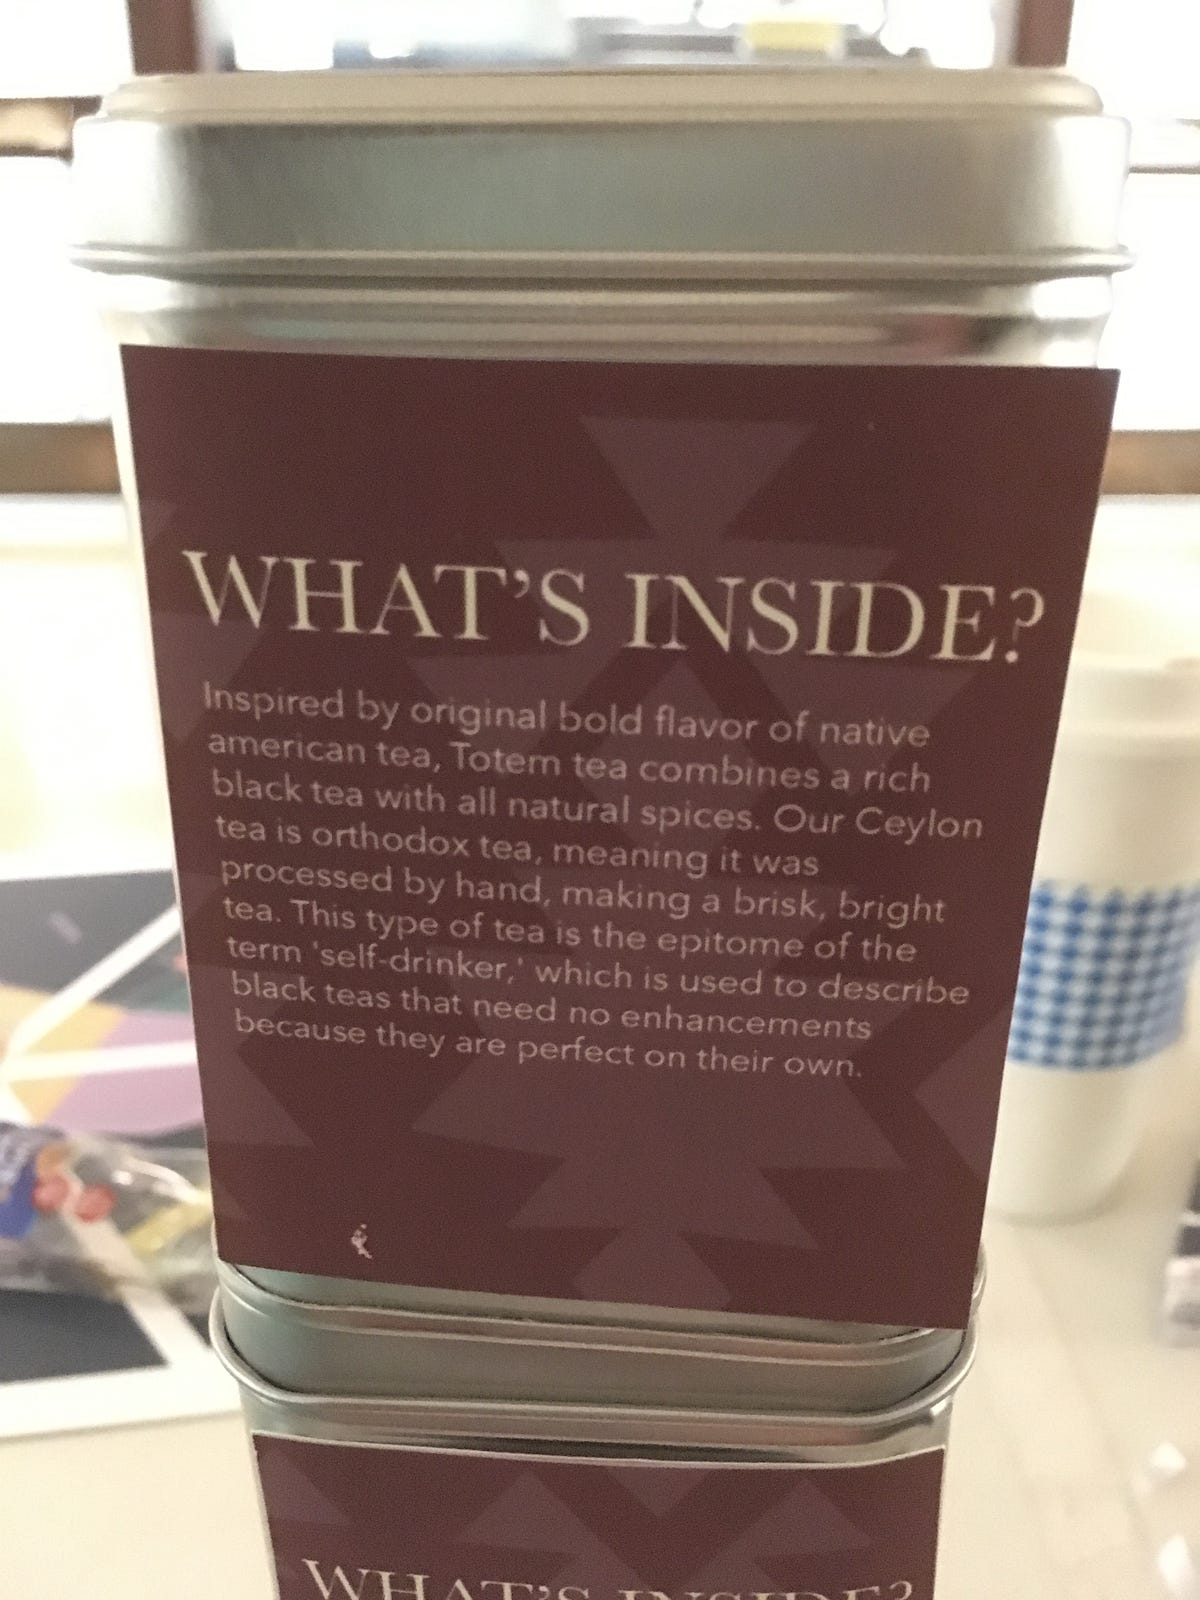 WHAT'S INSIDE?
Inspired by original bold flavor of native
american tea, Totem tea combines a rich
black tea with all natural spices. Our Ceylon
tea is orthodox tea, meaning it was
processed by hand, making a brisk, bright
tea. This type of tea is the epitome of the
term 'self-drinker,' which is used to describe
black teas that need no enhancements
because they are perfect on their own.
WHAT'S INSIDE?